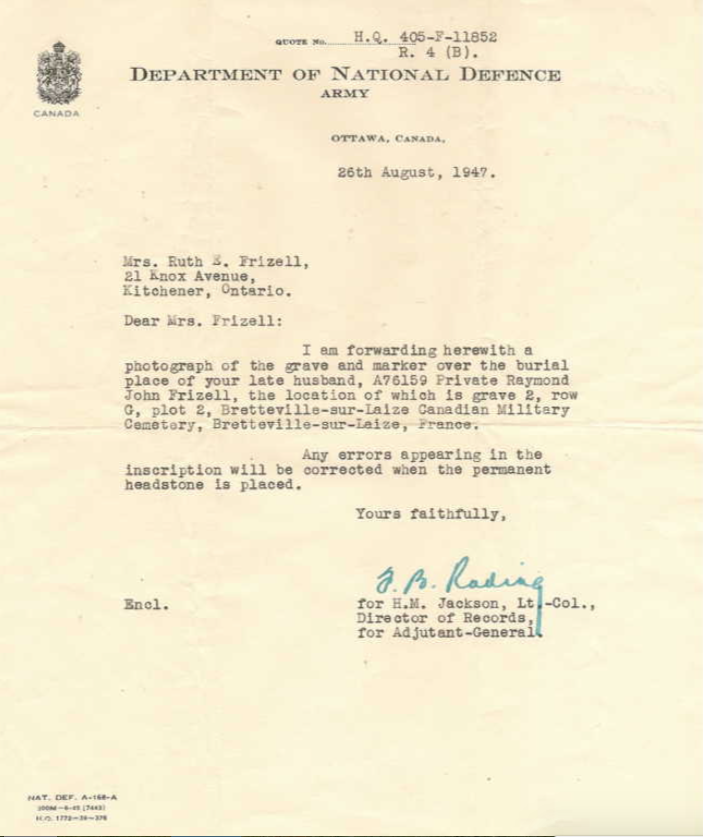 QUOTE No. H.Q. 405-F-11852
R. 4 (B).
DEPARTMENT OF NATIONAL DEFENCE
ARMY
CANADA
OTTAWA, CANADA,
26th August, 1947.
Mrs. Ruth E. Frizell,
21 Knox Avenue,
Kitchener, Ontario.
Dear Mrs. Frizell:
I am forwarding herewith a
photograph of the grave and marker over the burial
place of your late husband, A76159 Private Raymond
John Frizell, the location of which is grave 2, row
G, plot 2, Bretteville-sur-Laize Canadian Military
Cemetery, Bretteville-sur-Laize, France.
Any errors appearing in the
inscription will be corrected when the permanent
headstone is placed.
Yours faithfully,
Encl.
for H.M. Jackson, Lt.-Col.,
Director of Records,
for Adjutant-General.
NAT. DEF. A-168-A
H.Q. 1772-39-376